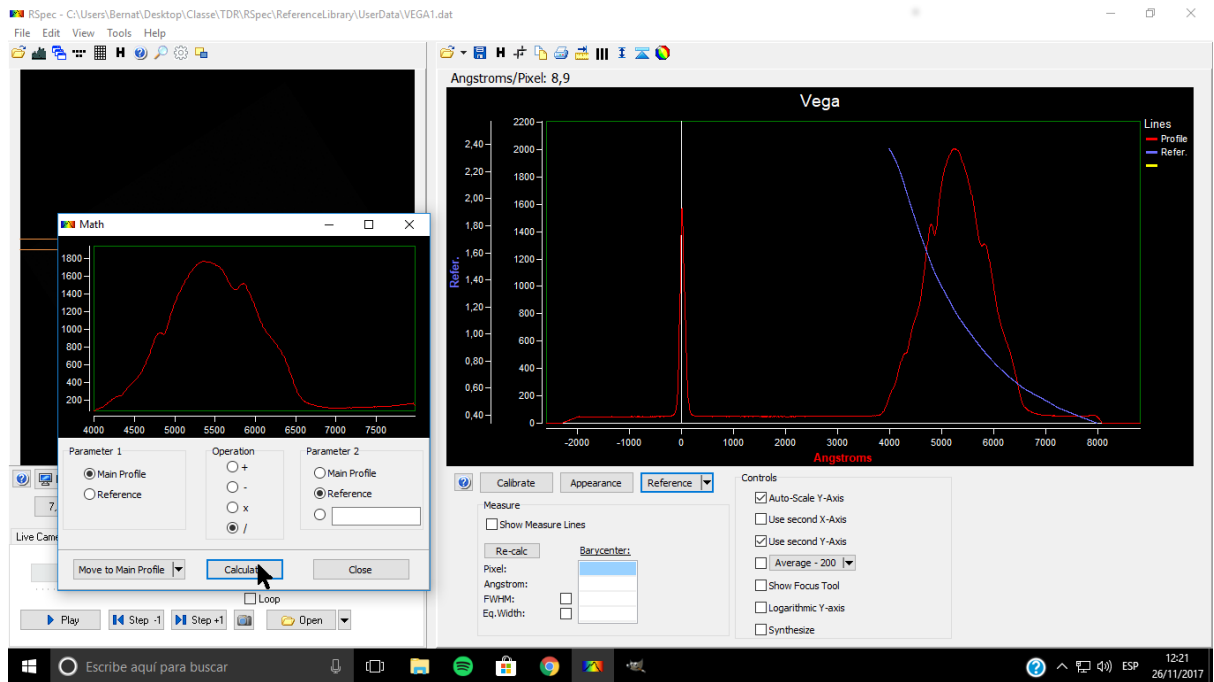 RSpec - C:\Users\Bernat\Desktop\Classe\TDR\RSpec\ReferenceLibrary\UserData\VEGA1.dat
File Edit View Tools Help
Angstroms/Pixel: 8,9
Vega
Lines
Profile
Refer.
2200
2000
1800
1600
1400
1200
1000
800
600
400
200
0
2,40
2,20
2,00
1,80
1,60
1,40
1,20
1,00
0,80
0,60
0,40
Refer.
-2000 -1000 0 1000 2000 3000 4000 5000 6000 7000 8000
Angstroms
Math
1800
1600
1400
1200
1000
800
600
400
200
4000 4500 5000 5500 6000 6500 7000 7500
Parameter 1 Operation Parameter 2
Main Profile + Main Profile
Reference - Reference
x
/
Move to Main Profile Close
7,
Live Came
Loop
Play Step -1 Step +1 Open
Calibrate Appearance Reference
Measure
Show Measure Lines
Re-calc Barycenter:
Pixel:
Angstrom:
FWHM:
Eq.Width:
Controls
Auto-Scale Y-Axis
Use second X-Axis
Use second Y-Axis
Average - 200
Show Focus Tool
Logarithmic Y-axis
Synthesize
Escribe aquí para buscar
ESP
12:21
26/11/2017